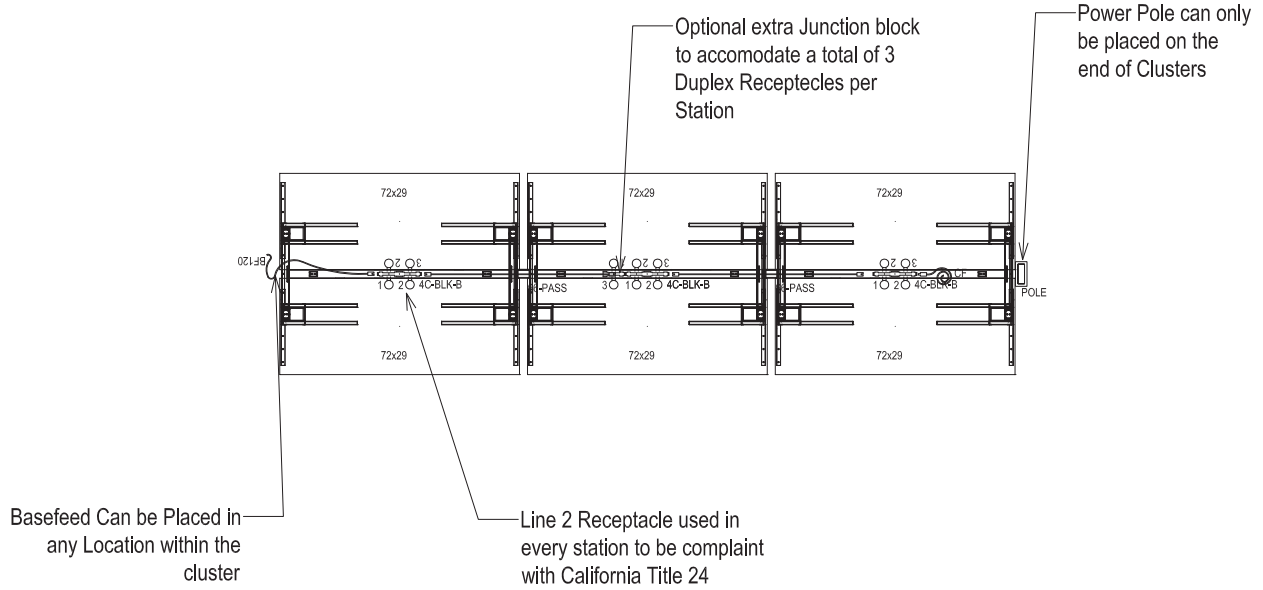 Optional extra Junction block
to accomodate a total of 3
Duplex Receptecles per
Station
Power Pole can only
be placed on the
end of Clusters
72x29
72x29
72x29
BF120
2 3
2 3
2 3
CF
1 2 4C-BLK-B
-PASS
3 1 2 4C-BLK-B
-PASS
1 2 4C-BLK-B
POLE
72x29
72x29
72x29
Basefeed Can be Placed in
any Location within the
cluster
Line 2 Receptacle used in
every station to be complaint
with California Title 24